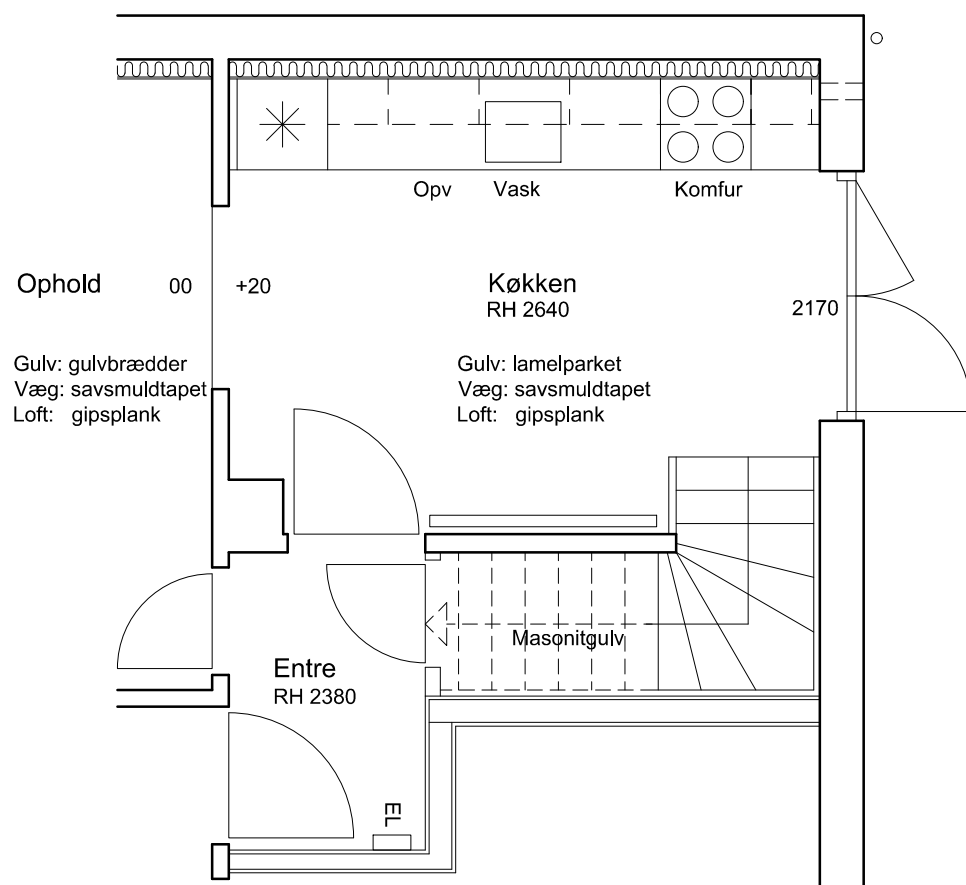 Opv
Vask
Komfur
Ophold
00
+20
Køkken
RH 2640
2170
Gulv: gulvbrædder
Væg: savsmuldtapet
Loft: gipsplank
Gulv: lamelparket
Væg: savsmuldtapet
Loft: gipsplank
Masonitgulv
Entre
RH 2380
EL